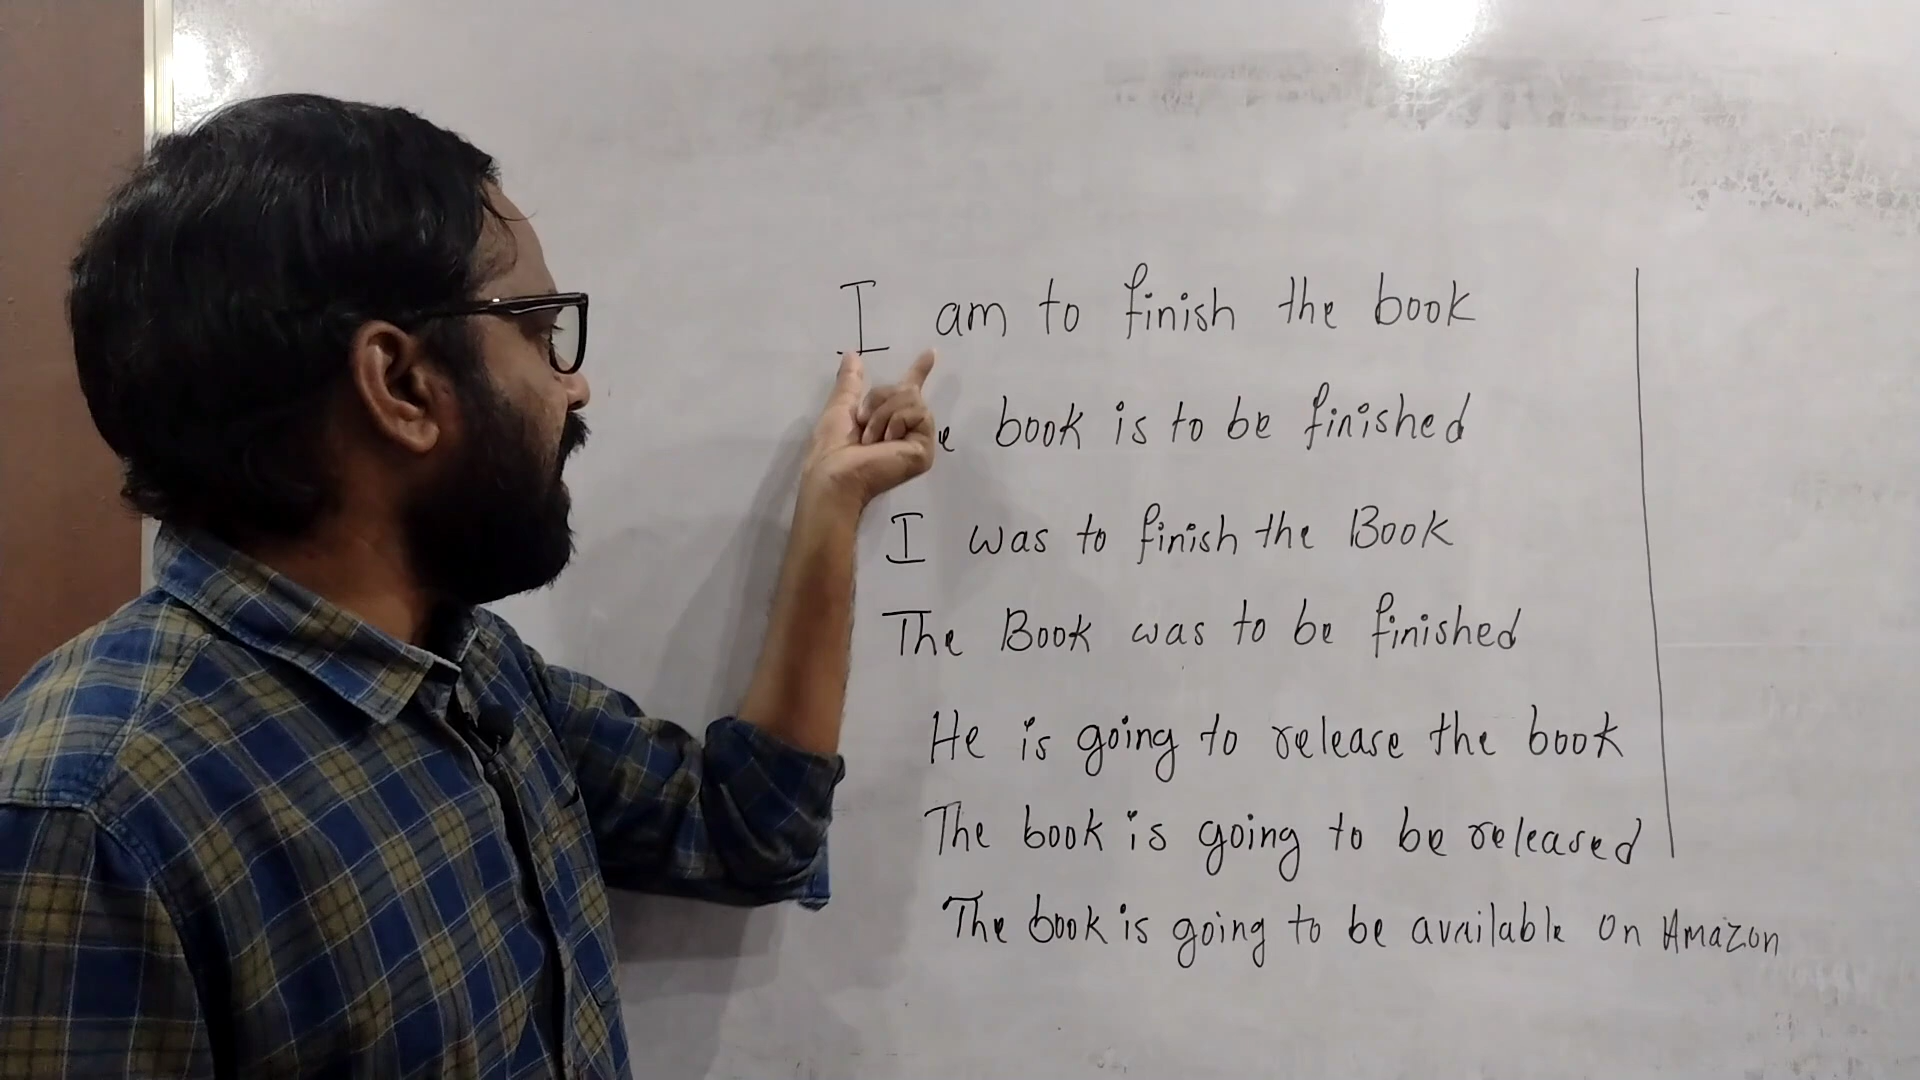 I am to finish the book
book is to be finished
I was to finish the Book
The Book was to be finished
He is going to release the book
The book is going to be released
The book is going to be available on Amazon